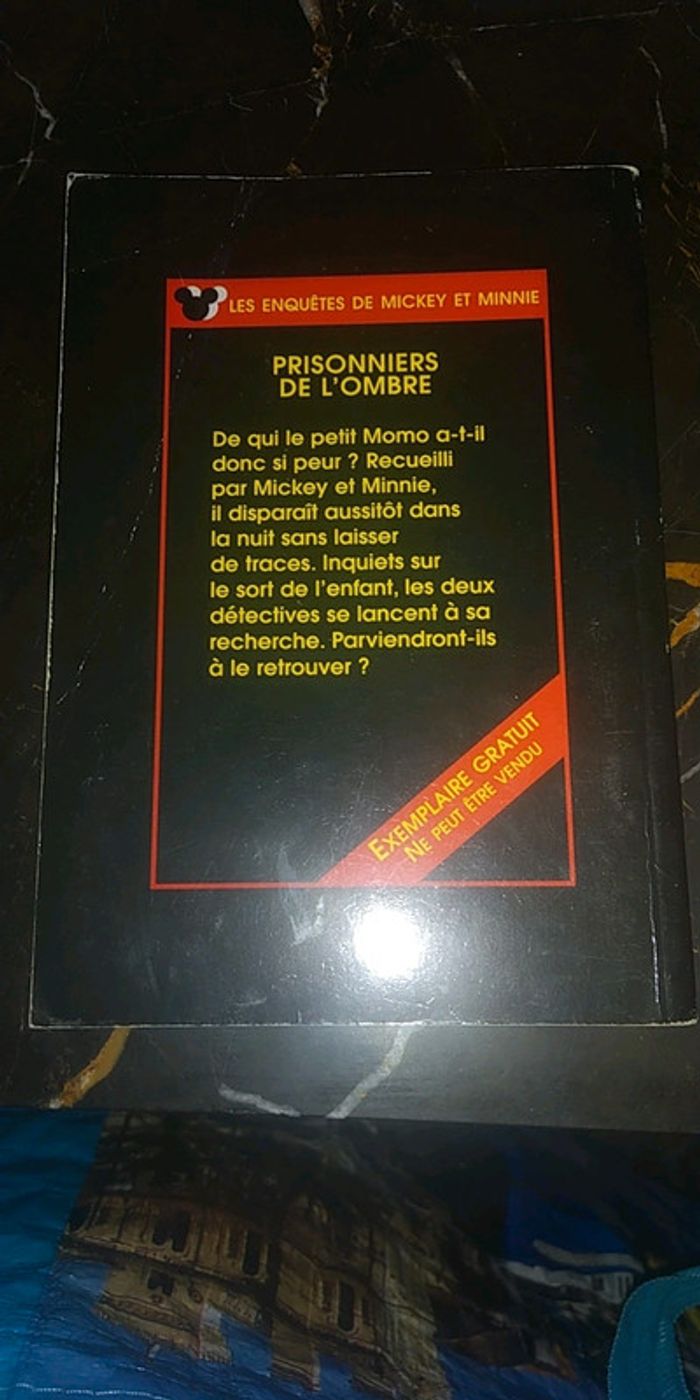 LES ENQUÊTES DE MICKEY ET MINNIE
PRISONNIERS
DE L'OMBRE
De qui le petit Momo a-t-il
donc si peur ? Recueilli
par Mickey et Minnie,
il disparaît aussitôt dans
la nuit sans laisser
de traces. Inquiets sur
le sort de l'enfant, les deux
détectives se lancent à sa
recherche. Parviendront-ils
à le retrouver ?
EXEMPLAIRE GRATUIT
NE PEUT ÊTRE VENDU